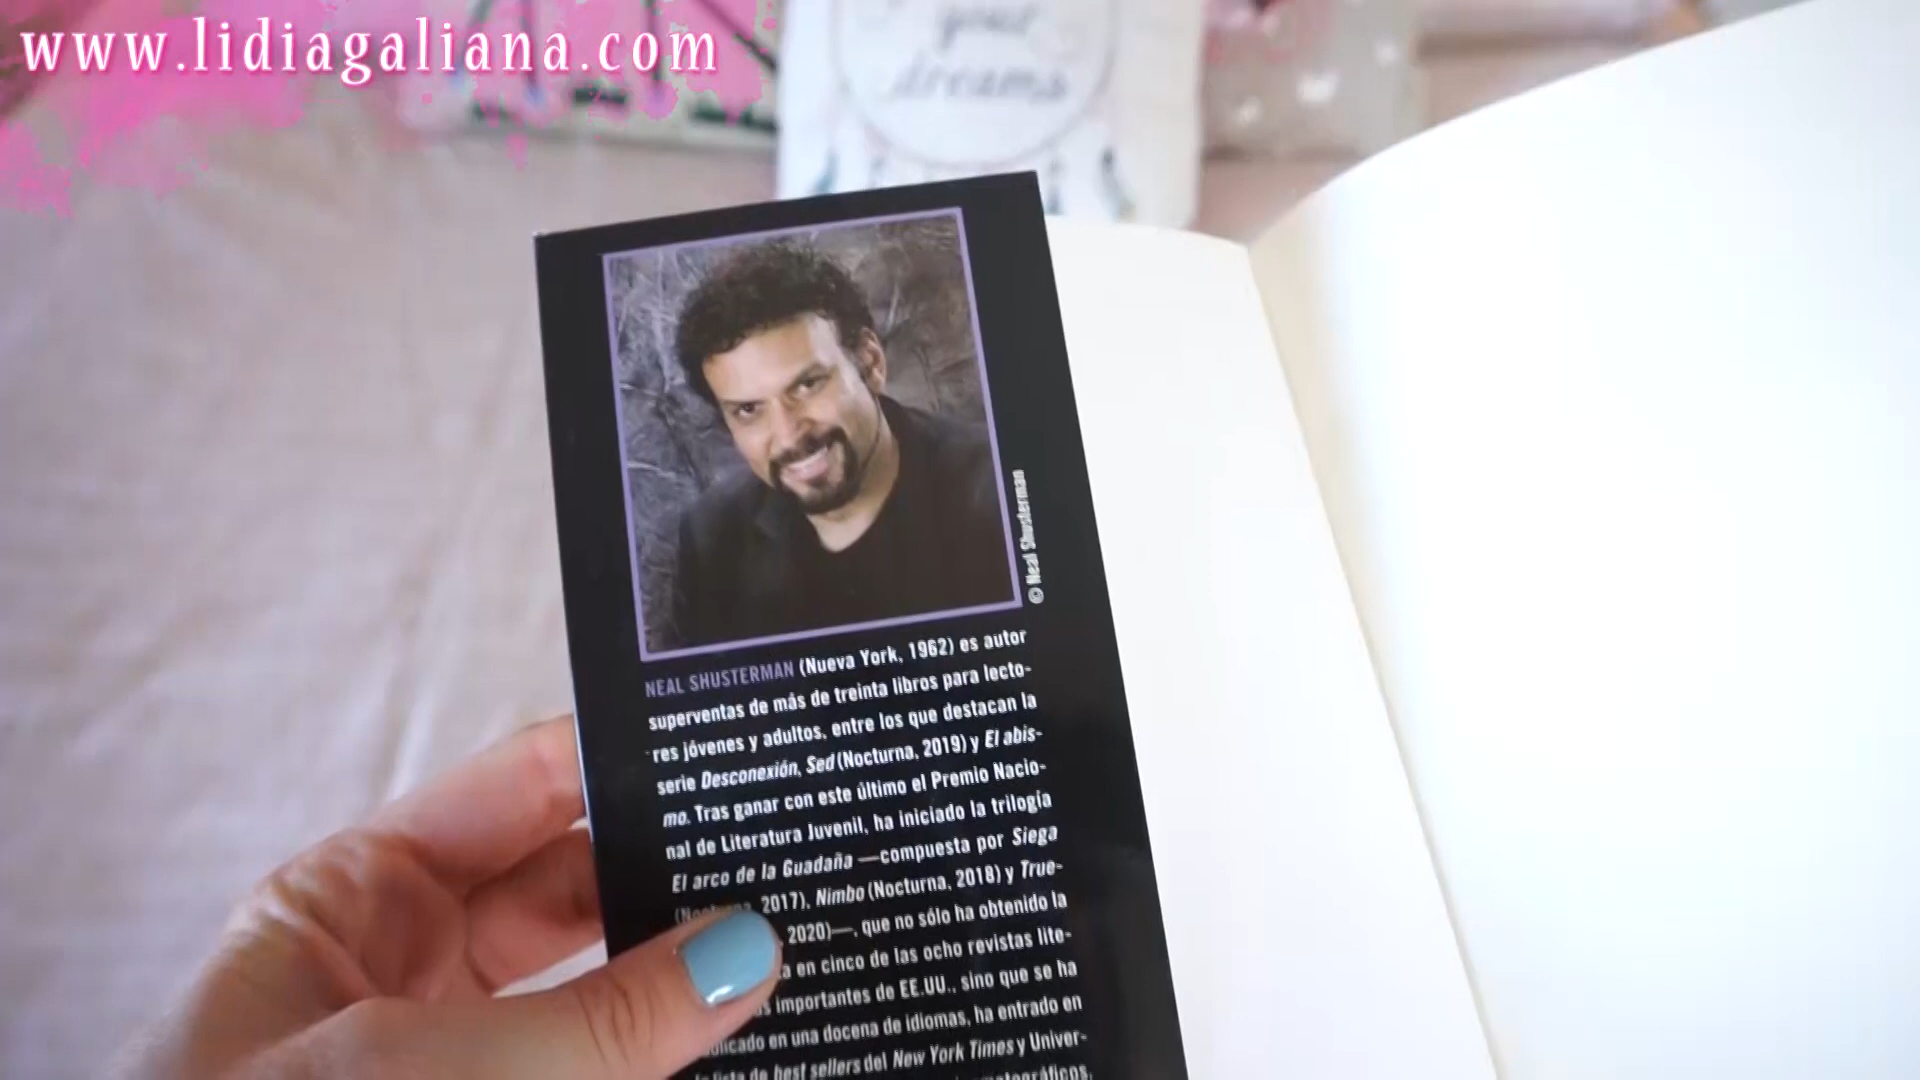 www.lidiagaliana.com
your
dreams
© Neal Shusterman
NEAL SHUSTERMAN (Nueva York, 1962) es autor
superventas de más de treinta libros para lecto-
res jóvenes y adultos, entre los que destacan la
serie Desconexión, Sed (Nocturna, 2019) y El abis-
mo. Tras ganar con este último el Premio Nacio-
nal de Literatura Juvenil, ha iniciado la trilogía
El arco de la Guadaña —compuesta por Siega
2017), Nimbo (Nocturna, 2018) y True-
2020)—, que no sólo ha obtenido la
en cinco de las ocho revistas lite-
importantes de EE.UU., sino que se ha
en una docena de idiomas, ha entrado en
lista de best sellers del New York Times y Univer-